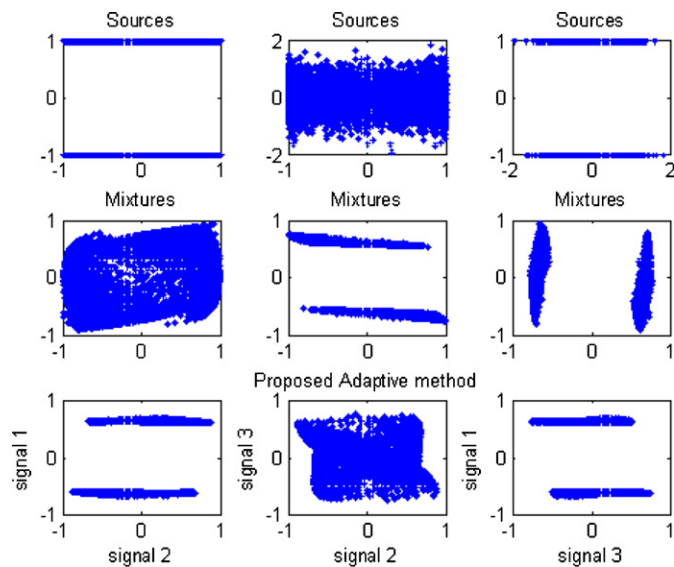 Sources Sources Sources
1 2 1
0 0 0
-1 -2 -1
-1 0 1 -1 0 1 -2 0 2
Mixtures Mixtures Mixtures
1 1 1
0 0 0
-1 -1 -1
-1 0 1 -1 0 1 -1 0 1
Proposed Adaptive method
1 1 1
signal 1 0 signal 3 0 signal 1 0
-1 -1 -1
-1 0 1 -1 0 1 -1 0 1
signal 2 signal 2 signal 3